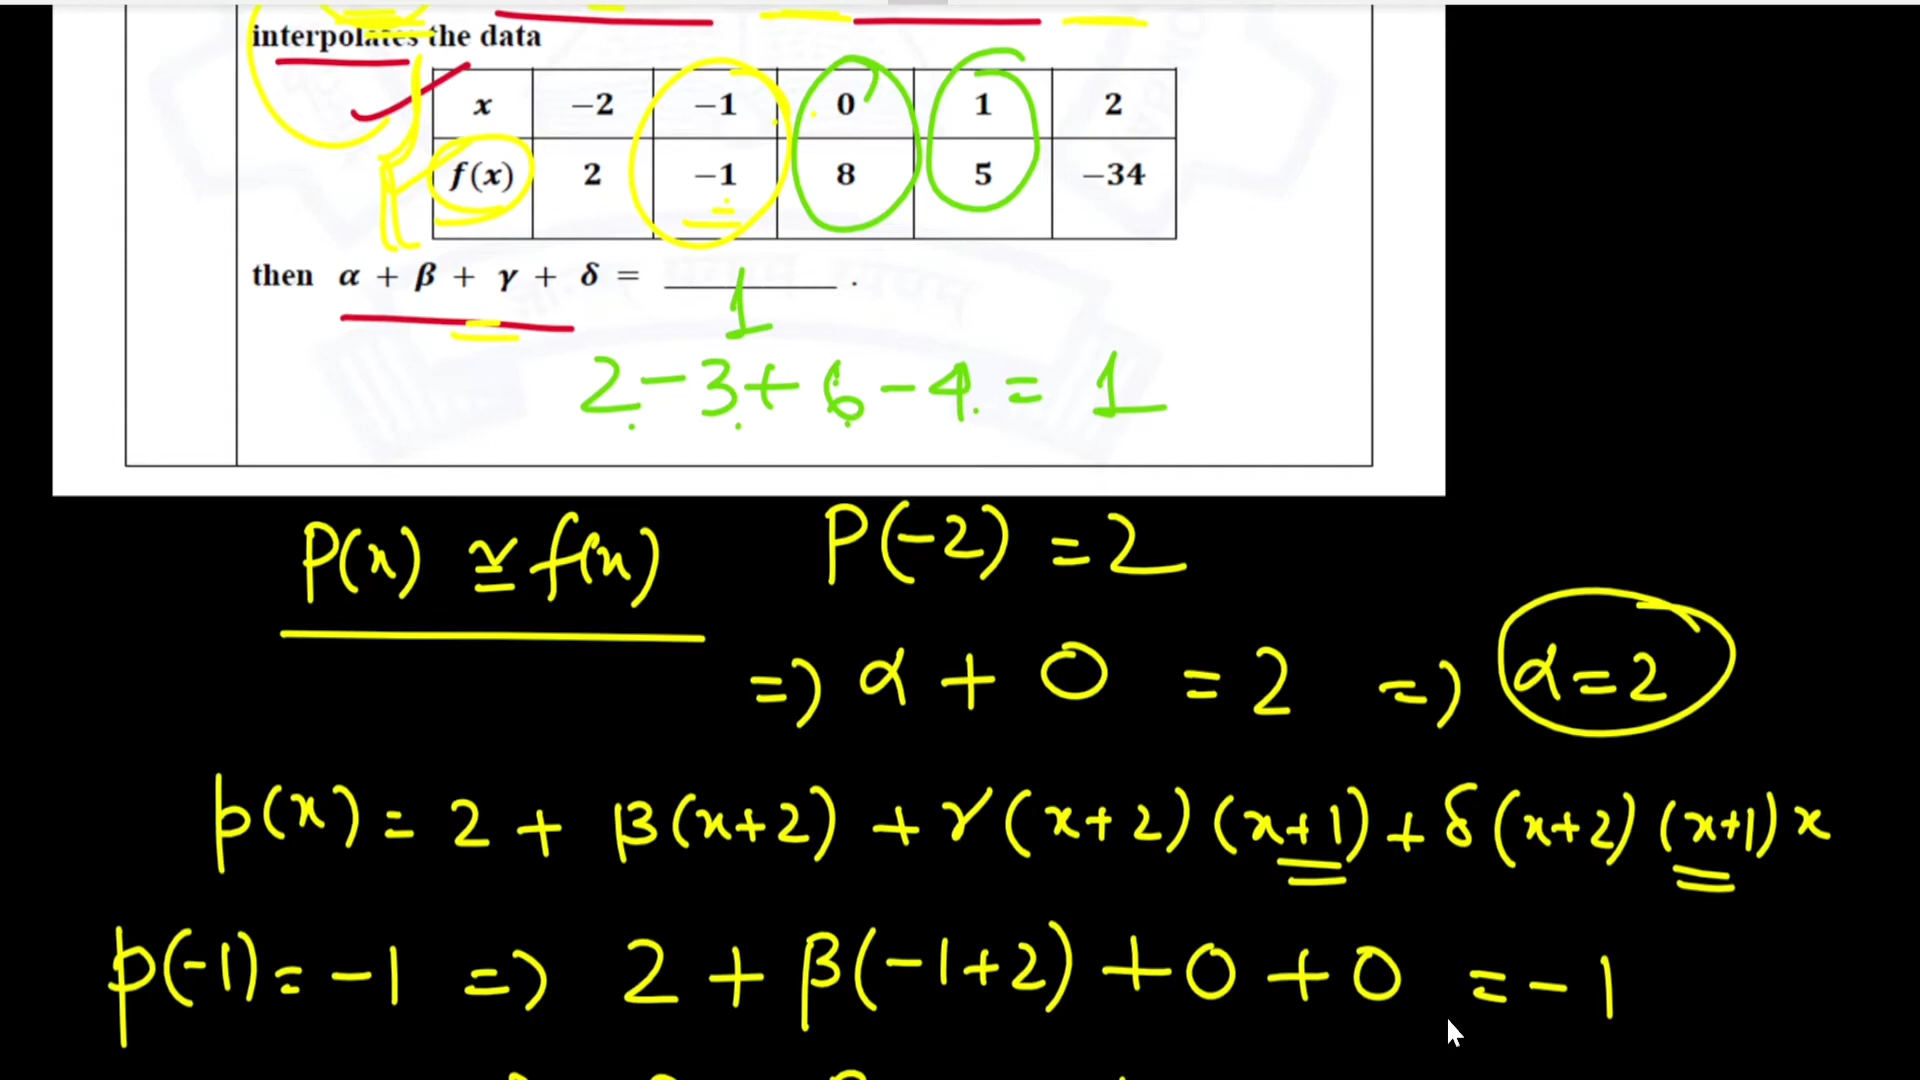 interpolates the data
x −2 −1 0 1 2
f(x) 2 −1 8 5 −34
then α + β + γ + δ = ________ .
1
2 − 3 + 6 − 4 = 1
P(x) ≅ f(x) P(-2) = 2
=> α + 0 = 2 => α = 2
p(x) = 2 + β(x+2) + γ(x+2)(x+1) + δ(x+2)(x+1)x
p(-1) = -1 => 2 + β(-1+2) + 0 + 0 = -1